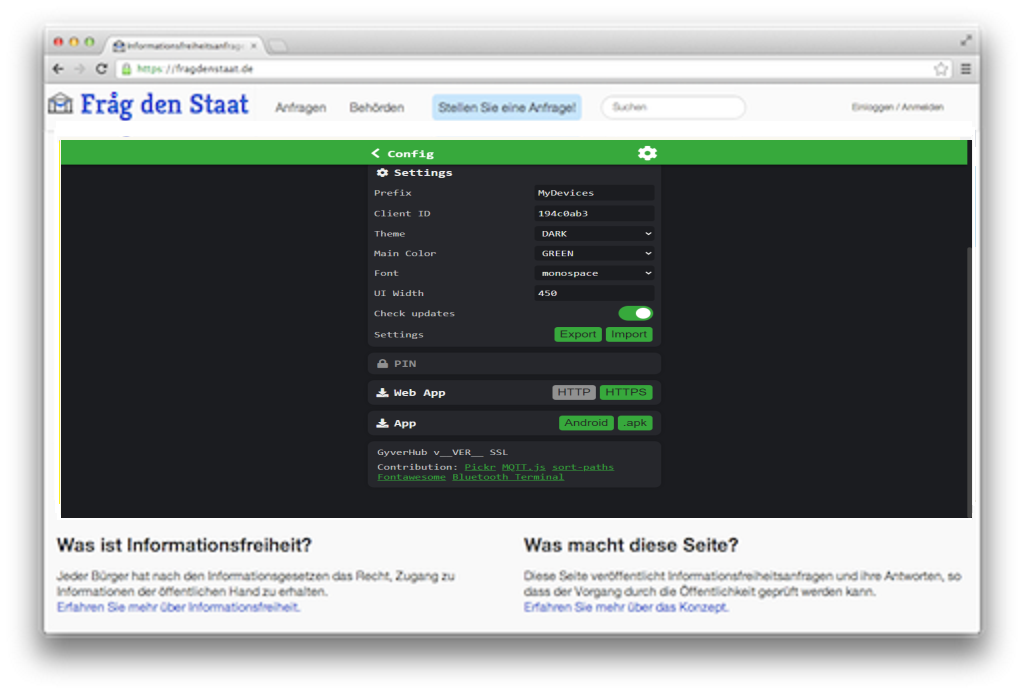 Informationsfreiheitsanfrage
https://fragdenstaat.de
Fråg den Staat Anfragen Behörden Stellen Sie eine Anfrage! Suchen Einloggen / Anmelden
Config
Settings
Prefix MyDevices
Client ID 194c0ab3
Theme DARK
Main Color GREEN
Font monospace
UI Width 450
Check updates
Settings Export Import
PIN
Web App HTTP HTTPS
App Android .apk
GyverHub v__VER__ SSL
Contribution: Pickr MQTT.js sort-paths
Fontawesome Bluetooth Terminal
Was ist Informationsfreiheit?
Jeder Bürger hat nach den Informationsgesetzen das Recht, Zugang zu
Informationen der öffentlichen Hand zu erhalten.
Erfahren Sie mehr über Informationsfreiheit.
Was macht diese Seite?
Diese Seite veröffentlicht Informationsfreiheitsanfragen und ihre Antworten, so
dass der Vorgang durch die Öffentlichkeit geprüft werden kann.
Erfahren Sie mehr über das Konzept.